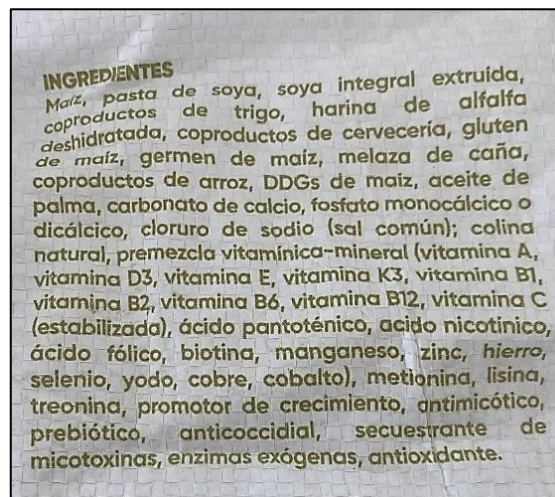 INGREDIENTES
Maíz, pasta de soya, soya integral extruída,
coproductos de trigo, harina de alfalfa
deshidratada, coproductos de cervecería, gluten
de maíz, germen de maíz, melaza de caña,
coproductos de arroz, DDGs de maiz, aceite de
palma, carbonato de calcio, fosfato monocálcico o
dicálcico, cloruro de sodio (sal común); colina
natural, premezcla vitamínica-mineral (vitamina A,
vitamina D3, vitamina E, vitamina K3, vitamina B1,
vitamina B2, vitamina B6, vitamina B12, vitamina C
(estabilizada), ácido pantoténico, acido nicotínico,
ácido fólico, biotina, manganeso, zinc, hierro,
selenio, yodo, cobre, cobalto), metionina, lisina,
treonina, promotor de crecimiento, antimicótico,
prebiótico, anticoccidial, secuestrante de
micotoxinas, enzimas exógenas, antioxidante.